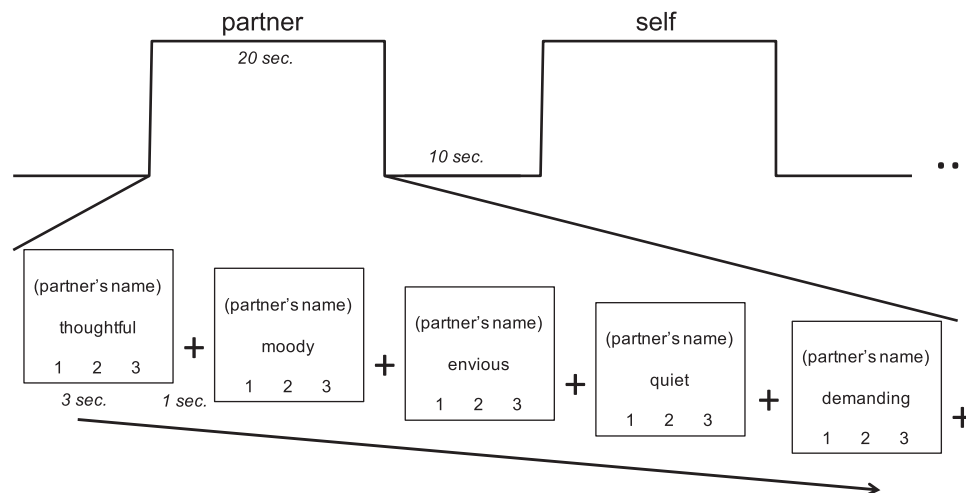 partner
self
20 sec.
10 sec.
..
(partner's name)
thoughtful
1 2 3
+
(partner's name)
moody
1 2 3
+
(partner's name)
envious
1 2 3
+
(partner's name)
quiet
1 2 3
+
(partner's name)
demanding
1 2 3
+
3 sec.
1 sec.